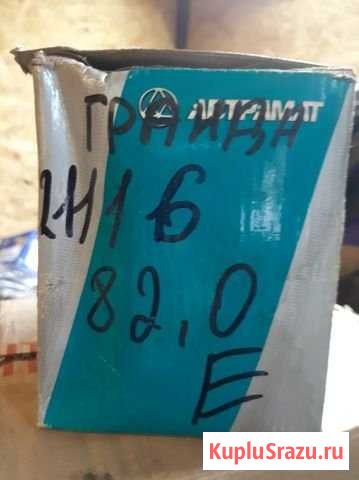 АВТРАМАТ
ГРАНДА
21116
82,0
E
KupluSrazu.ru